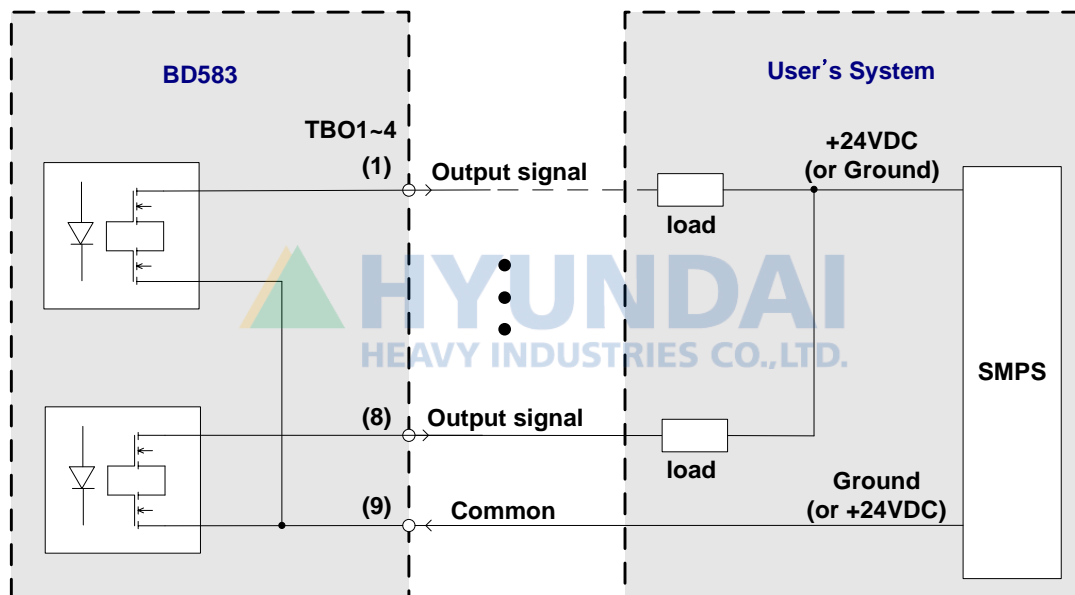 BD583
User’s System
TBO1~4
(1)
Output signal
+24VDC
(or Ground)
load
HYUNDAI
HEAVY INDUSTRIES CO.,LTD.
SMPS
(8)
Output signal
load
(9)
Common
Ground
(or +24VDC)